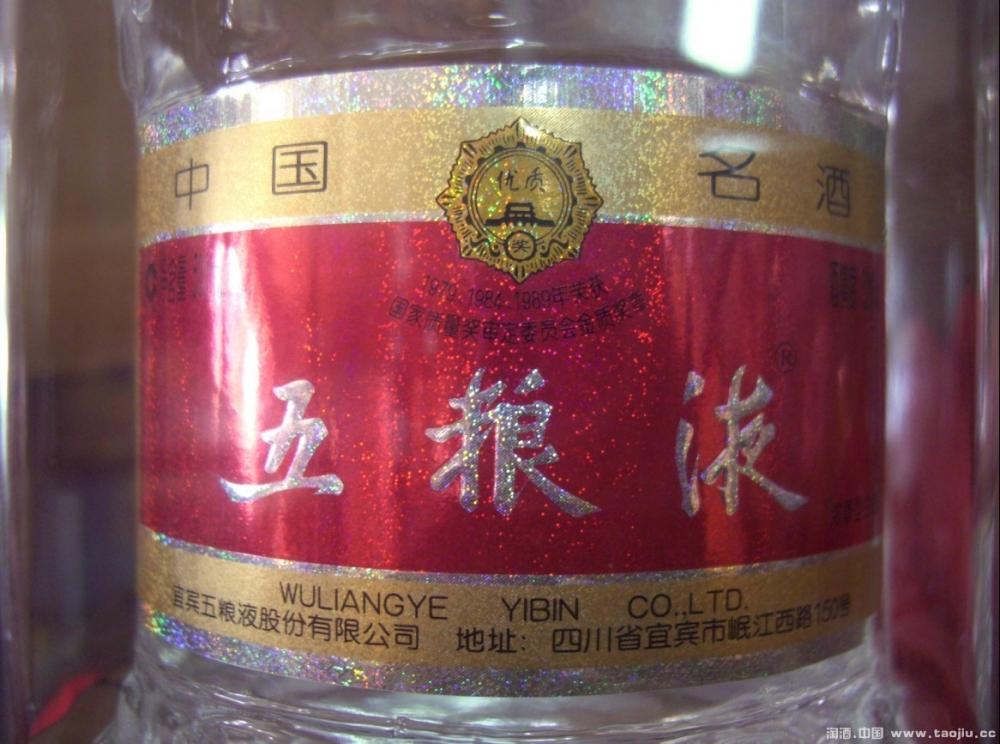 中国 名酒
优质
奖
1979.1984.1989年荣获
国家质量奖审定委员会金质奖章
五粮液®
WULIANGYE YIBIN CO.,LTD.
宜宾五粮液股份有限公司 地址: 四川省宜宾市岷江西路150号
淘酒.中国 www.taojiu.cc